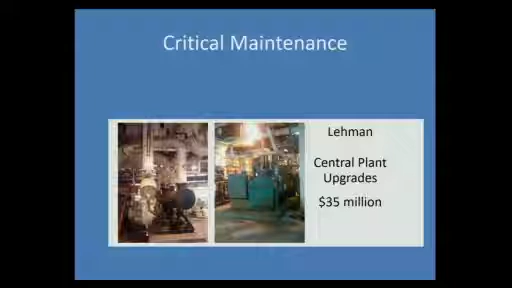 Critical Maintenance
Lehman
Central Plant
Upgrades
$35 million